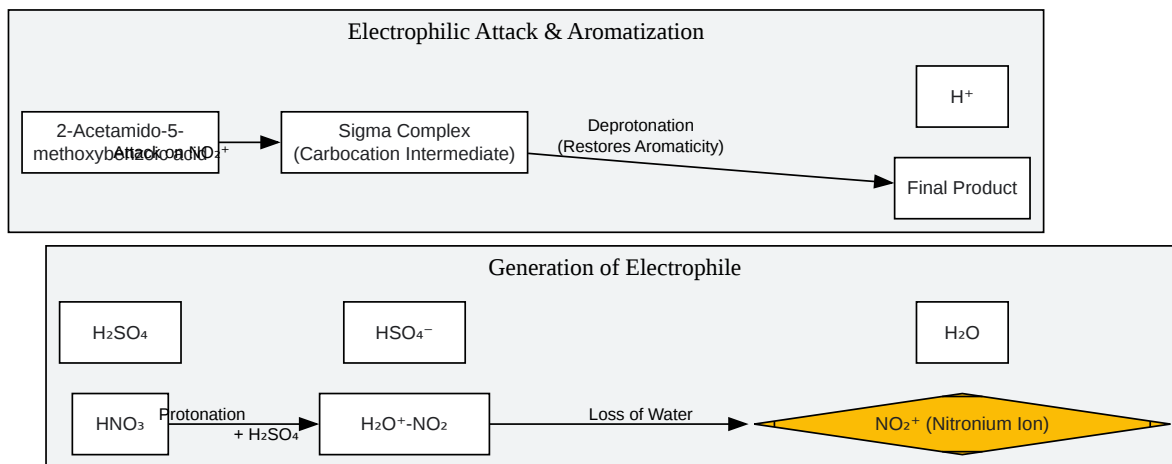 Electrophilic Attack & Aromatization
H⁺
2-Acetamido-5-
methoxybenzoic acid
Attack on NO₂⁺
Sigma Complex
(Carbocation Intermediate)
Deprotonation
(Restores Aromaticity)
Final Product
Generation of Electrophile
H₂SO₄
HSO₄⁻
H₂O
HNO₃
Protonation
+ H₂SO₄
H₂O⁺-NO₂
Loss of Water
NO₂⁺ (Nitronium Ion)